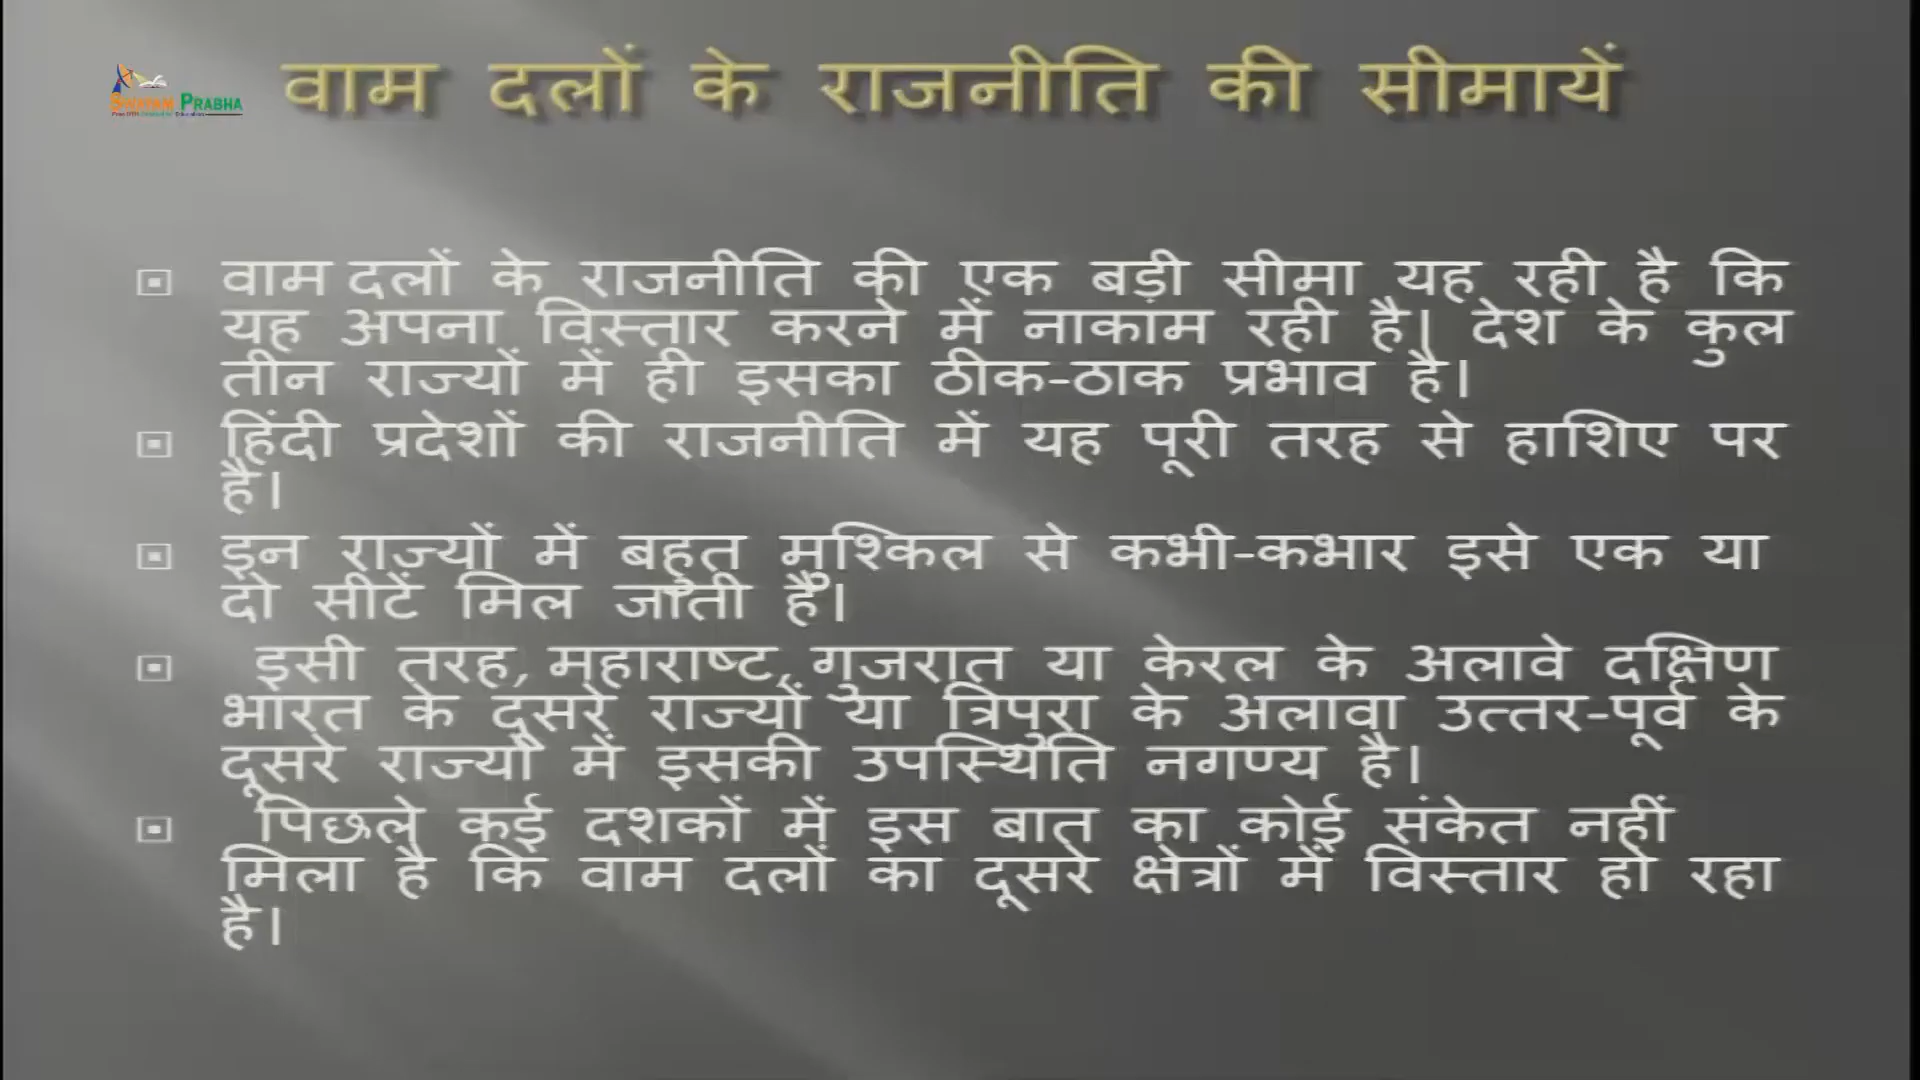 वाम दलों के राजनीति की सीमायें
SWAYAM PRABHA
वाम दलों के राजनीति की एक बड़ी सीमा यह रही है कि
यह अपना विस्तार करने में नाकाम रही है। देश के कुल
तीन राज्यों में ही इसका ठीक-ठाक प्रभाव है।
हिंदी प्रदेशों की राजनीति में यह पूरी तरह से हाशिए पर
है।
इन राज्यों में बहुत मुश्किल से कभी-कभार इसे एक या
दो सीटें मिल जाती हैं।
इसी तरह, महाराष्ट, गुजरात या केरल के अलावे दक्षिण
भारत के दूसरे राज्यों या त्रिपुरा के अलावा उत्तर-पूर्व के
दूसरे राज्यों में इसकी उपस्थिति नगण्य है।
पिछले कई दशकों में इस बात का कोई संकेत नहीं
मिला है कि वाम दलों का दूसरे क्षेत्रों में विस्तार हो रहा
है।